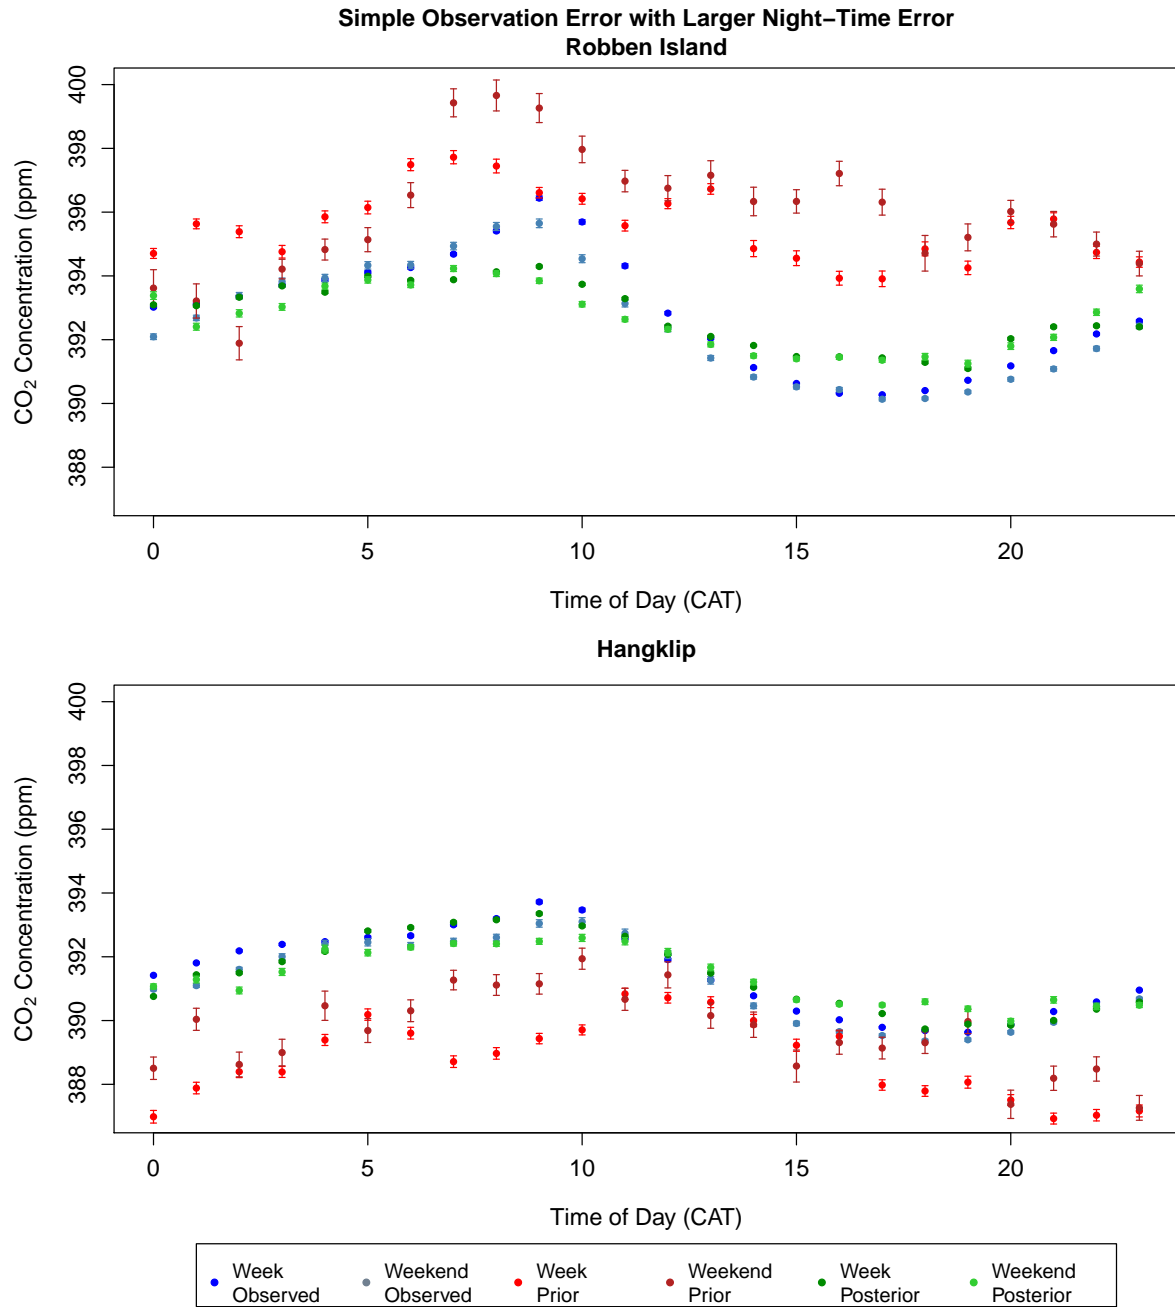 Simple Observation Error with Larger Night−Time Error
Robben Island
CO2 Concentration (ppm)
400
398
396
394
392
390
388
0 5 10 15 20
Time of Day (CAT)
Hangklip
CO2 Concentration (ppm)
400
398
396
394
392
390
388
0 5 10 15 20
Time of Day (CAT)
Week Observed
Weekend Observed
Week Prior
Weekend Prior
Week Posterior
Weekend Posterior